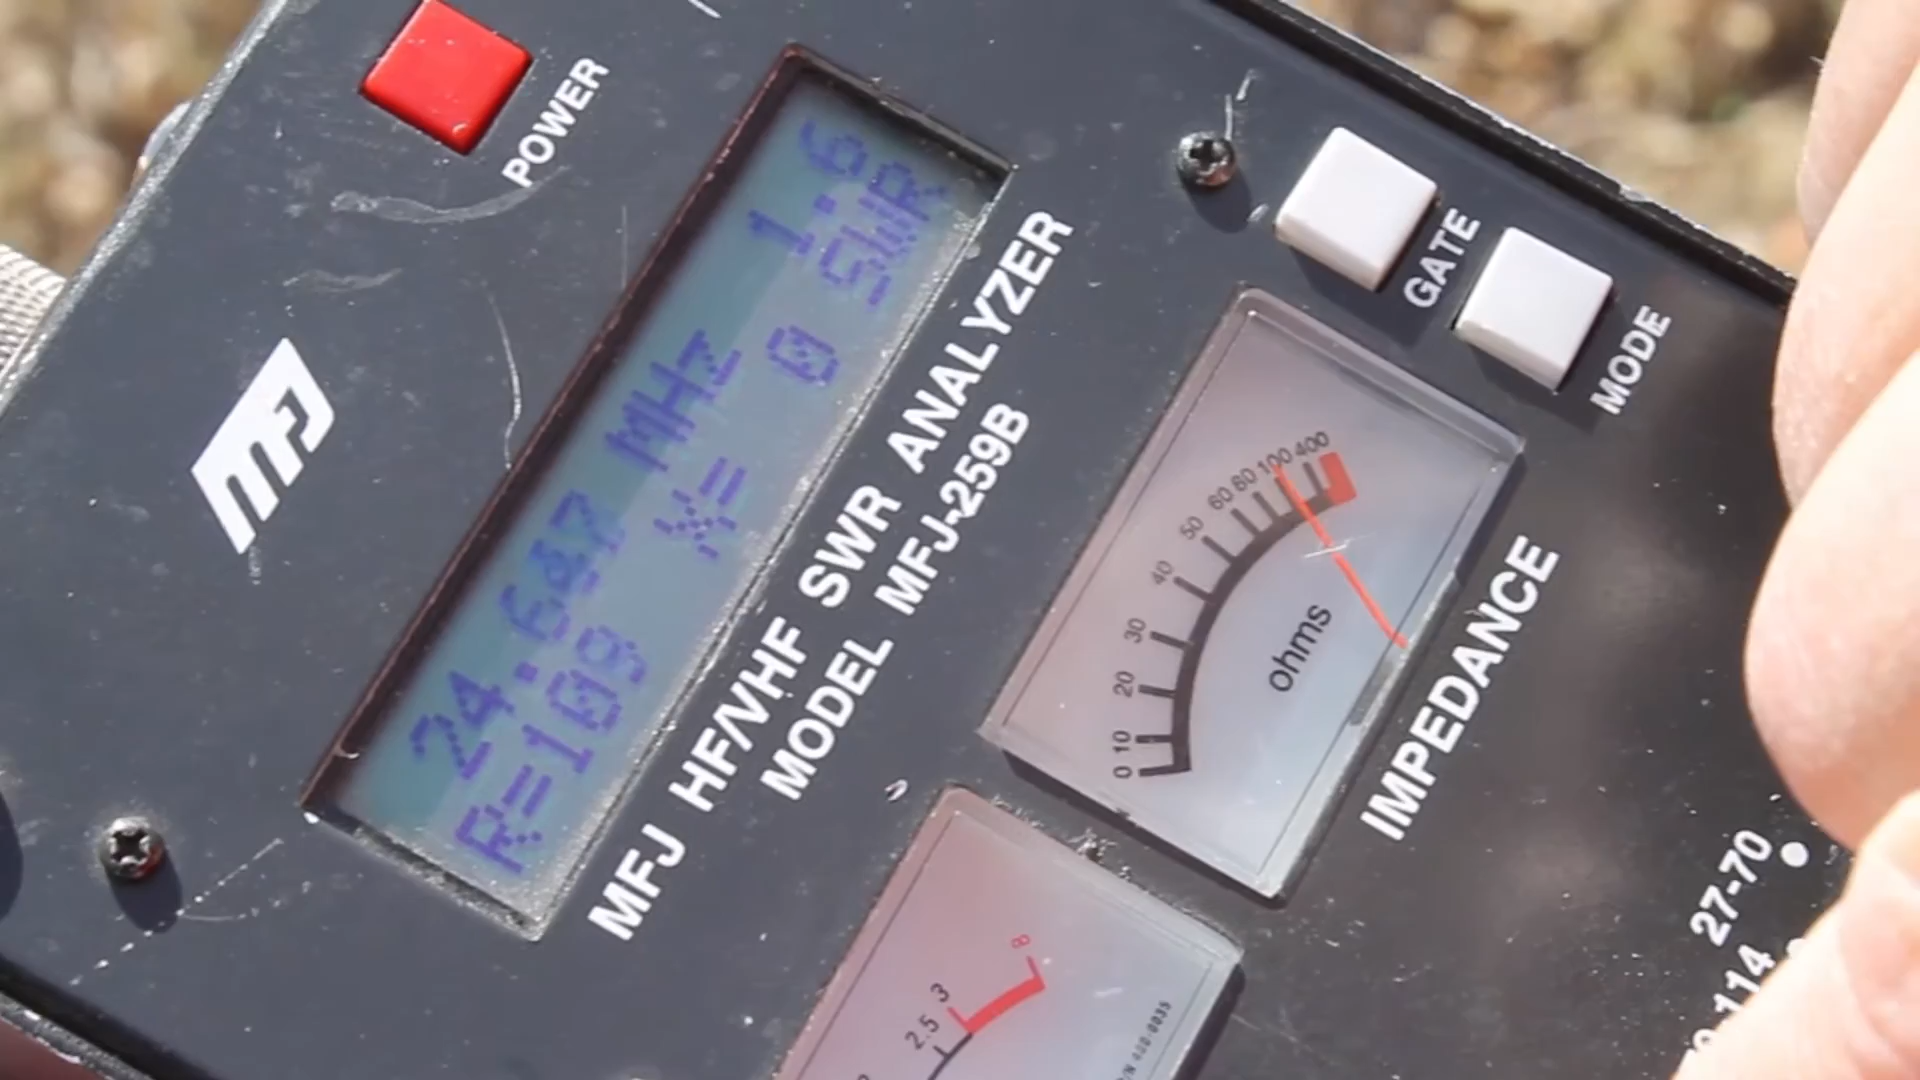 POWER
24.647 MHz 1.6
R=109 X= 0 SWR
MFJ
MFJ HF/VHF SWR ANALYZER
MODEL MFJ-259B
GATE
MODE
0 10 20 30 40 50 60 80 100 400
ohms
IMPEDANCE
27-70
114
2.5 3 8